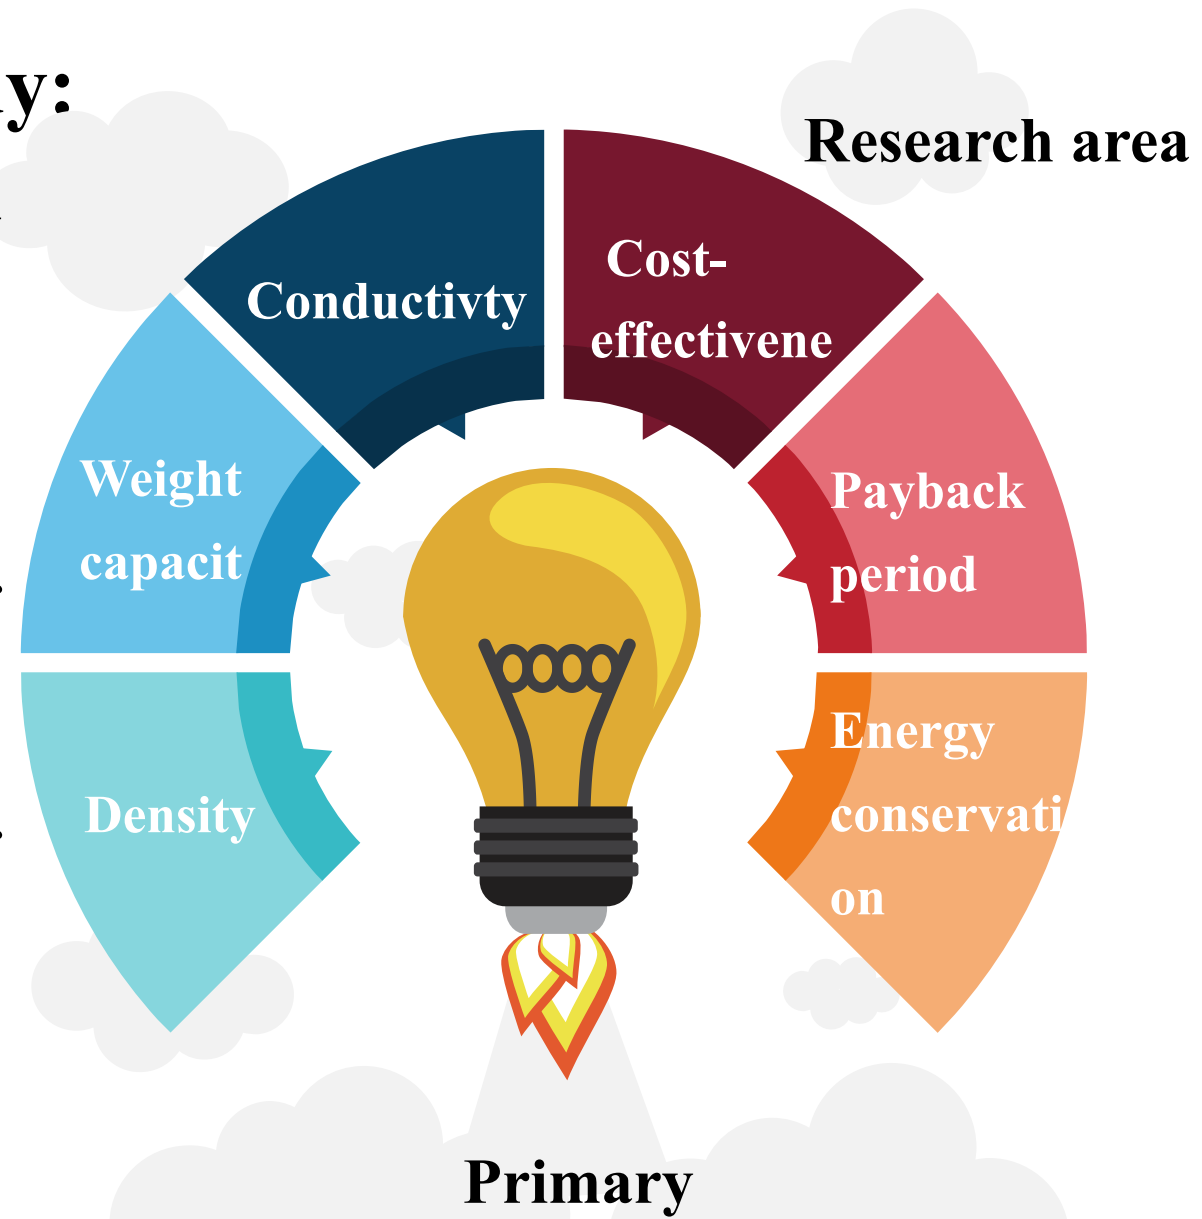 y:
Research area
Conductivty
Cost-
effectivene
Weight
capacit
Payback
period
Density
Energy
conservati
on
Primary